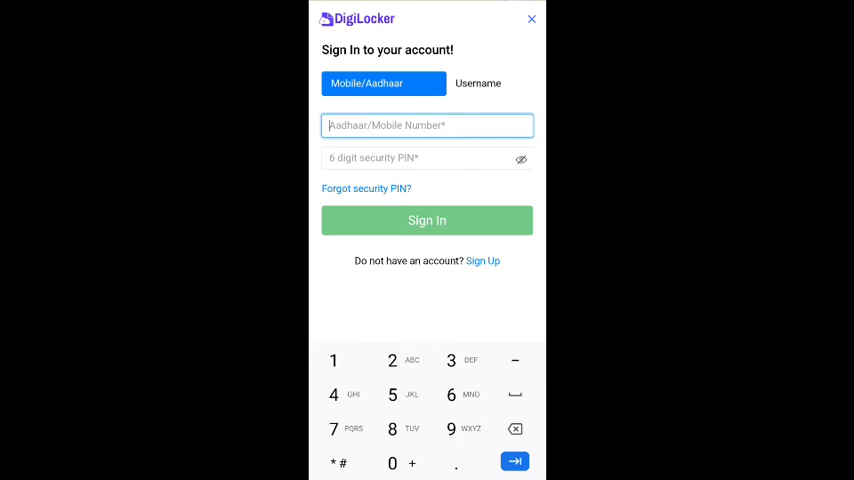 DigiLocker
Sign In to your account!
Mobile/Aadhaar Username
Aadhaar/Mobile Number*
6 digit security PIN*
Forgot security PIN?
Sign In
Do not have an account? Sign Up
1 2 ABC 3 DEF -
4 GHI 5 JKL 6 MNO
7 PQRS 8 TUV 9 WXYZ
* # 0 + .